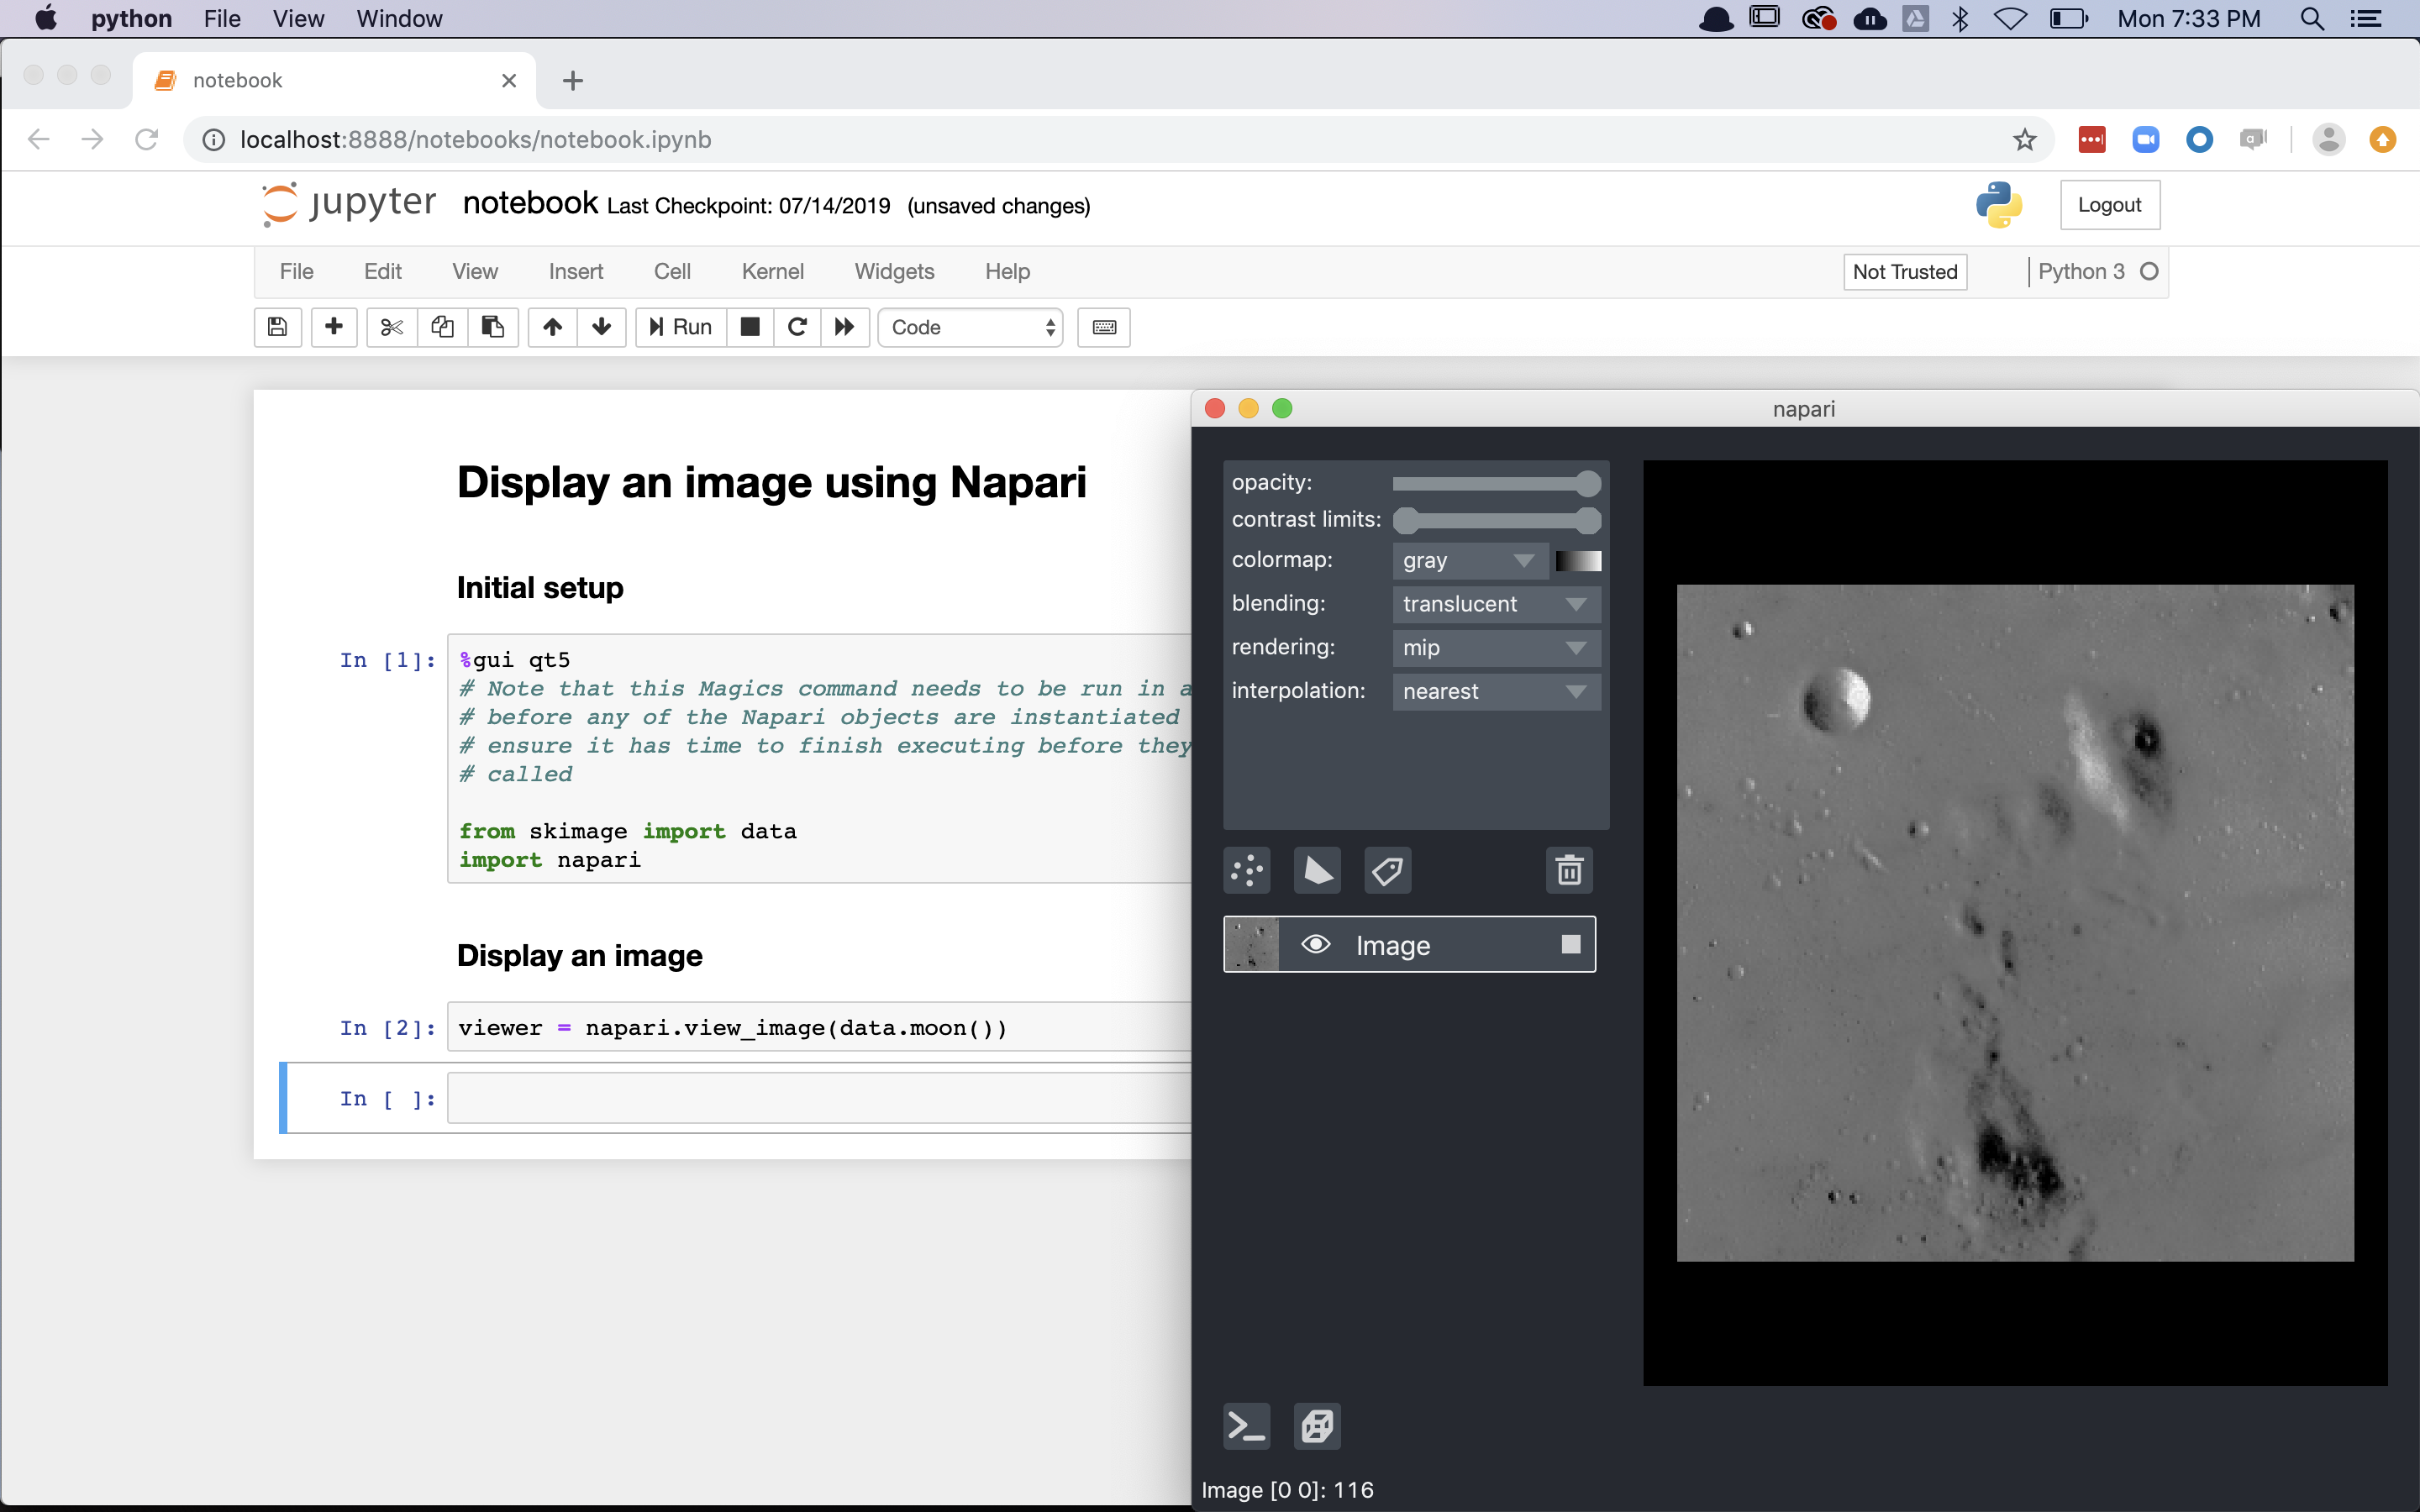 python File View Window Mon 7:33 PM
notebook
localhost:8888/notebooks/notebook.ipynb
jupyter notebook Last Checkpoint: 07/14/2019 (unsaved changes) Logout
File Edit View Insert Cell Kernel Widgets Help Not Trusted Python 3
Run Code
Display an image using Napari
Initial setup
In [1]: %gui qt5
# Note that this Magics command needs to be run in a
# before any of the Napari objects are instantiated
# ensure it has time to finish executing before they
# called
from skimage import data
import napari
Display an image
In [2]: viewer = napari.view_image(data.moon())
In [ ]:
napari
opacity:
contrast limits:
colormap: gray
blending: translucent
rendering: mip
interpolation: nearest
Image
Image [0 0]: 116